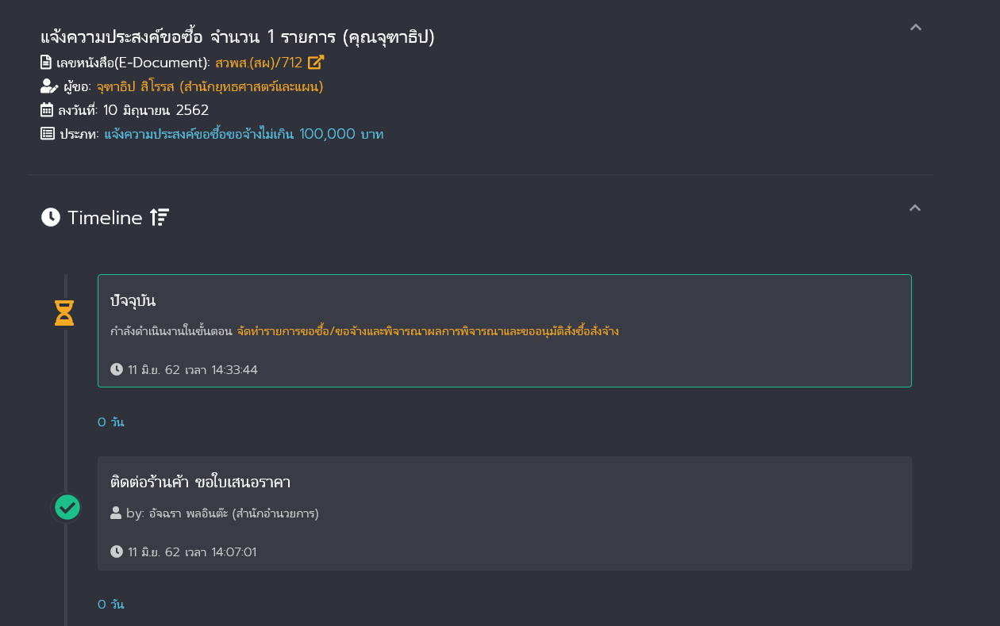 แจ้งความประสงค์ขอซื้อ จำนวน 1 รายการ (คุณจุฑาธิป)
เลขหนังสือ(E-Document): สวพส.(สผ)/712
ผู้ขอ: จุฑาธิป สิโรรส (สำนักยุทธศาสตร์และแผน)
ลงวันที่: 10 มิถุนายน 2562
ประภท: แจ้งความประสงค์ขอซื้อขอจ้างไม่เกิน 100,000 บาท
Timeline
ปัจจุบัน
กำลังดำเนินงานในขั้นตอน จัดทำรายการขอซื้อ/ขอจ้างและพิจารณาผลการพิจารณาและขออนุมัติสั่งซื้อสั่งจ้าง
11 มิ.ย. 62 เวลา 14:33:44
0 วัน
ติดต่อร้านค้า ขอใบเสนอราคา
by: อัจฉรา พลอินต๊ะ (สำนักอำนวยการ)
11 มิ.ย. 62 เวลา 14:07:01
0 วัน